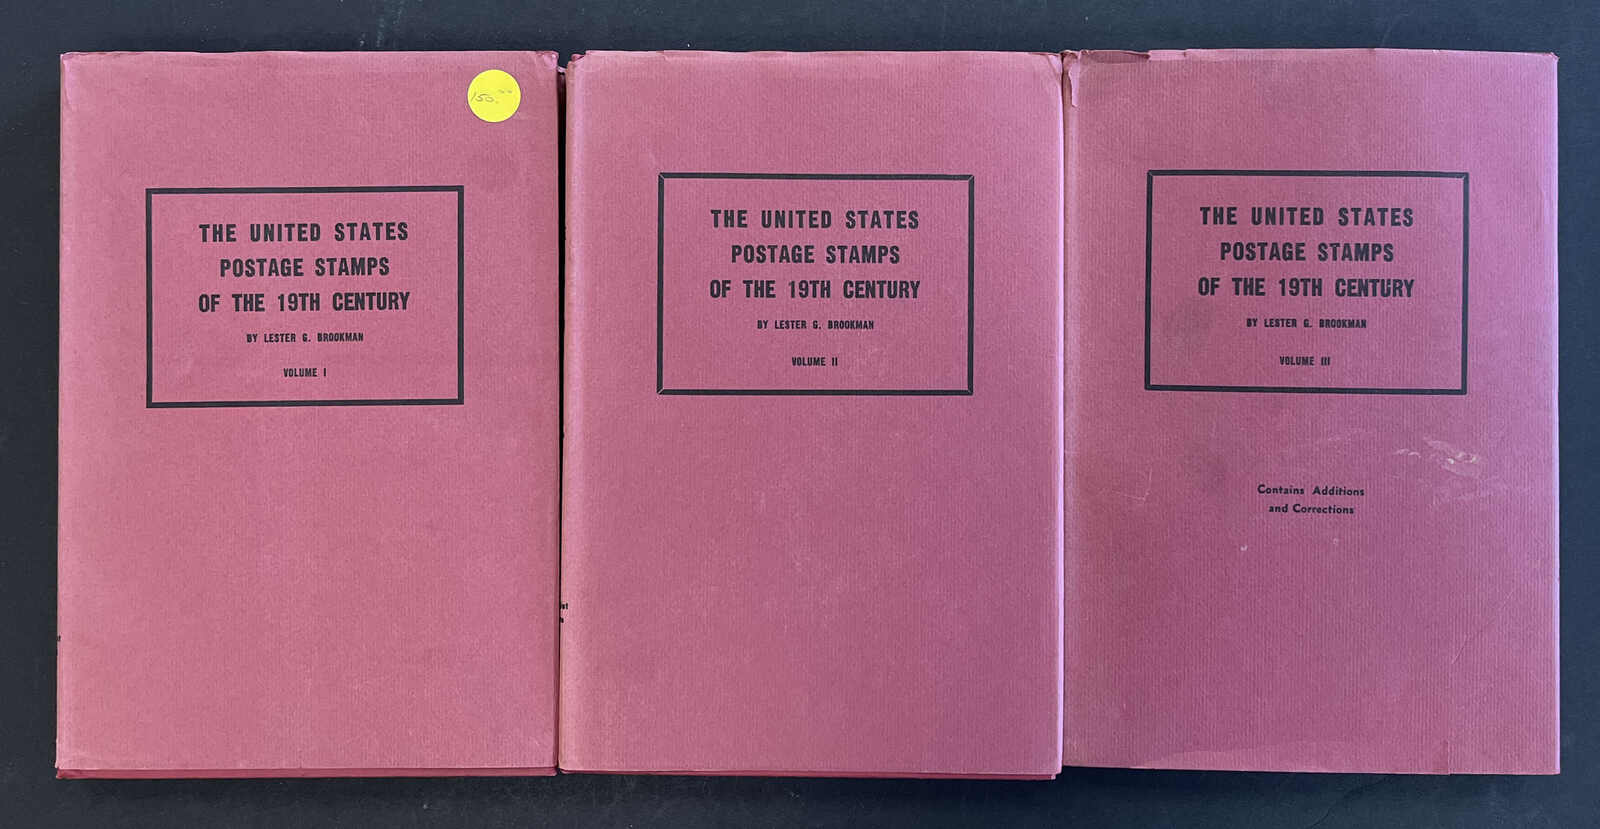 150.00
THE UNITED STATES
POSTAGE STAMPS
OF THE 19TH CENTURY
BY LESTER G. BROOKMAN
VOLUME I
THE UNITED STATES
POSTAGE STAMPS
OF THE 19TH CENTURY
BY LESTER G. BROOKMAN
VOLUME II
THE UNITED STATES
POSTAGE STAMPS
OF THE 19TH CENTURY
BY LESTER G. BROOKMAN
VOLUME III
Contains Additions
and Corrections